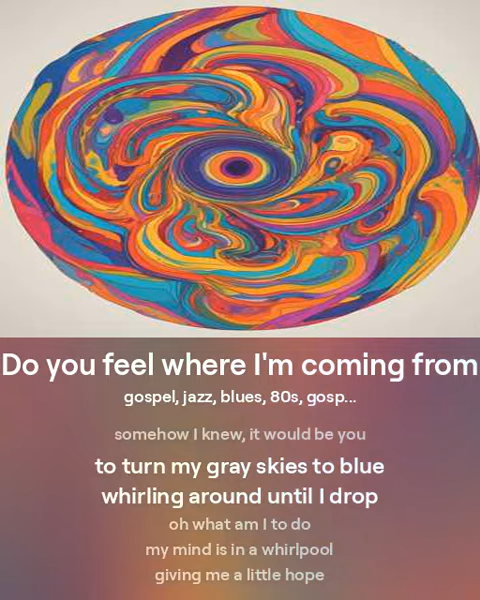 Do you feel where I'm coming from
gospel, jazz, blues, 80s, gosp...
somehow I knew, it would be you
to turn my gray skies to blue
whirling around until I drop
oh what am I to do
my mind is in a whirlpool
giving me a little hope